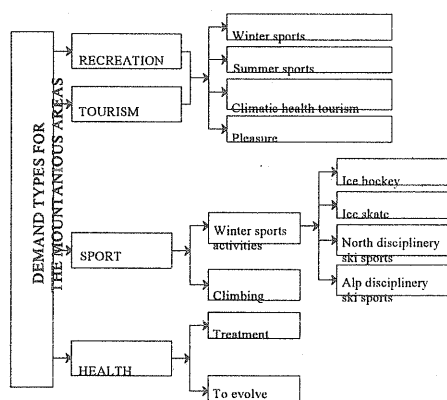 DEMAND TYPES FOR
THE MOUNTANIOUS AREAS
RECREATION
TOURISM
Winter sports
Summer sports
Climatic health tourism
Pleasure
SPORT
Winter sports
activities
Climbing
Ice hockey
Ice skate
North disciplinery
ski sports
Alp disciplinery
ski sports
HEALTH
Treatment
To evolve